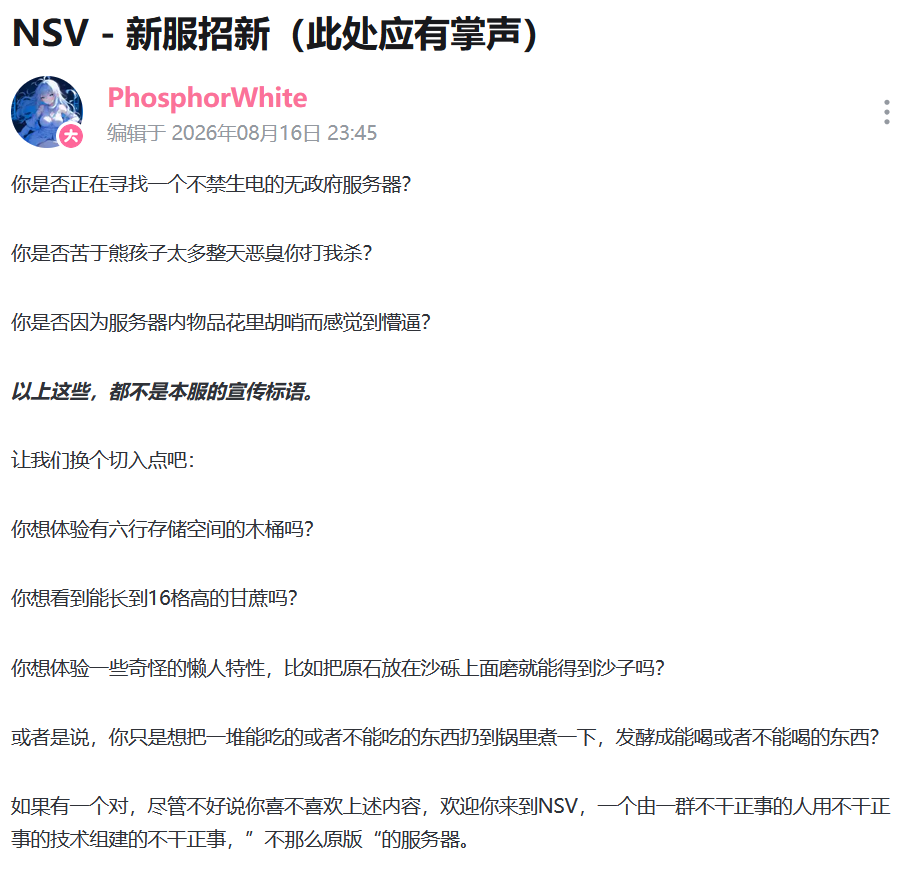 NSV - 新服招新（此处应有掌声）
PhosphorWhite
大
编辑于 2026年08月16日 23:45
你是否正在寻找一个不禁生电的无政府服务器？
你是否苦于熊孩子太多整天恶臭你打我杀？
你是否因为服务器内物品花里胡哨而感觉到懵逼？
以上这些，都不是本服的宣传标语。
让我们换个切入点吧：
你想体验有六行存储空间的木桶吗？
你想看到能长到16格高的甘蔗吗？
你想体验一些奇怪的懒人特性，比如把原石放在沙砾上面磨就能得到沙子吗？
或者是说，你只是想把一堆能吃的或者不能吃的东西扔到锅里煮一下，发酵成能喝或者不能喝的东西？
如果有一个对，尽管不好说你喜不喜欢上述内容，欢迎你来到NSV，一个由一群不干正事的人用不干正
事的技术组建的不干正事，”不那么原版“的服务器。